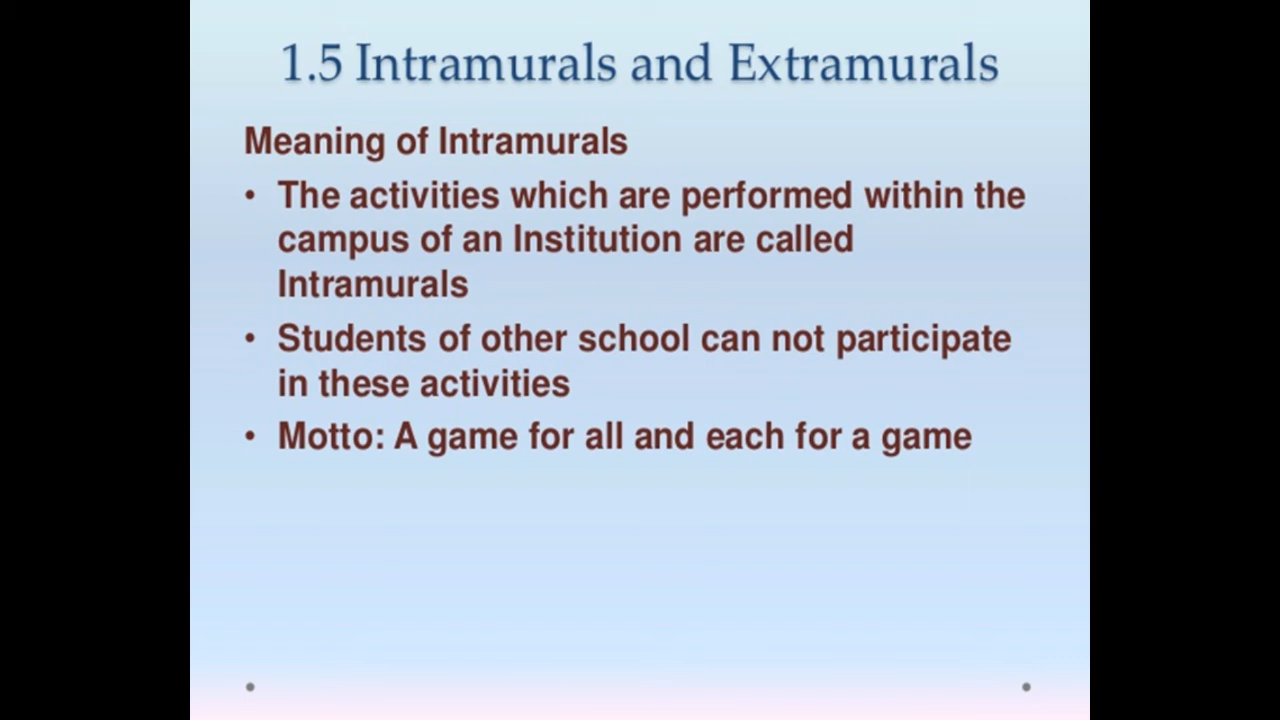 1.5 Intramurals and Extramurals
Meaning of Intramurals
• The activities which are performed within the
campus of an Institution are called
Intramurals
• Students of other school can not participate
in these activities
• Motto: A game for all and each for a game